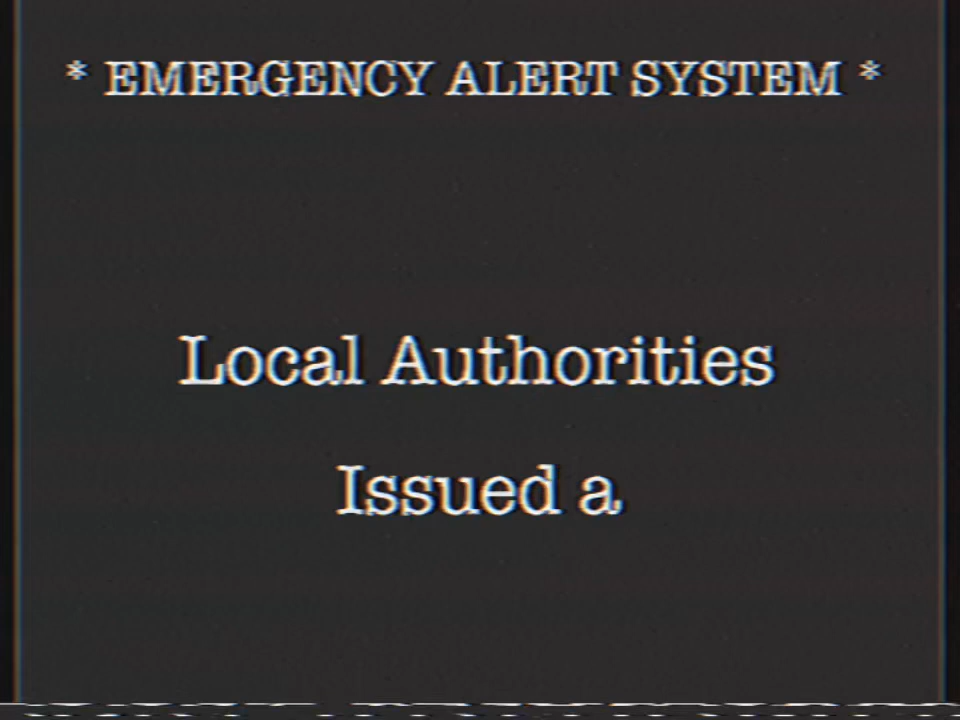 * EMERGENCY ALERT SYSTEM *
Local Authorities
Issued a